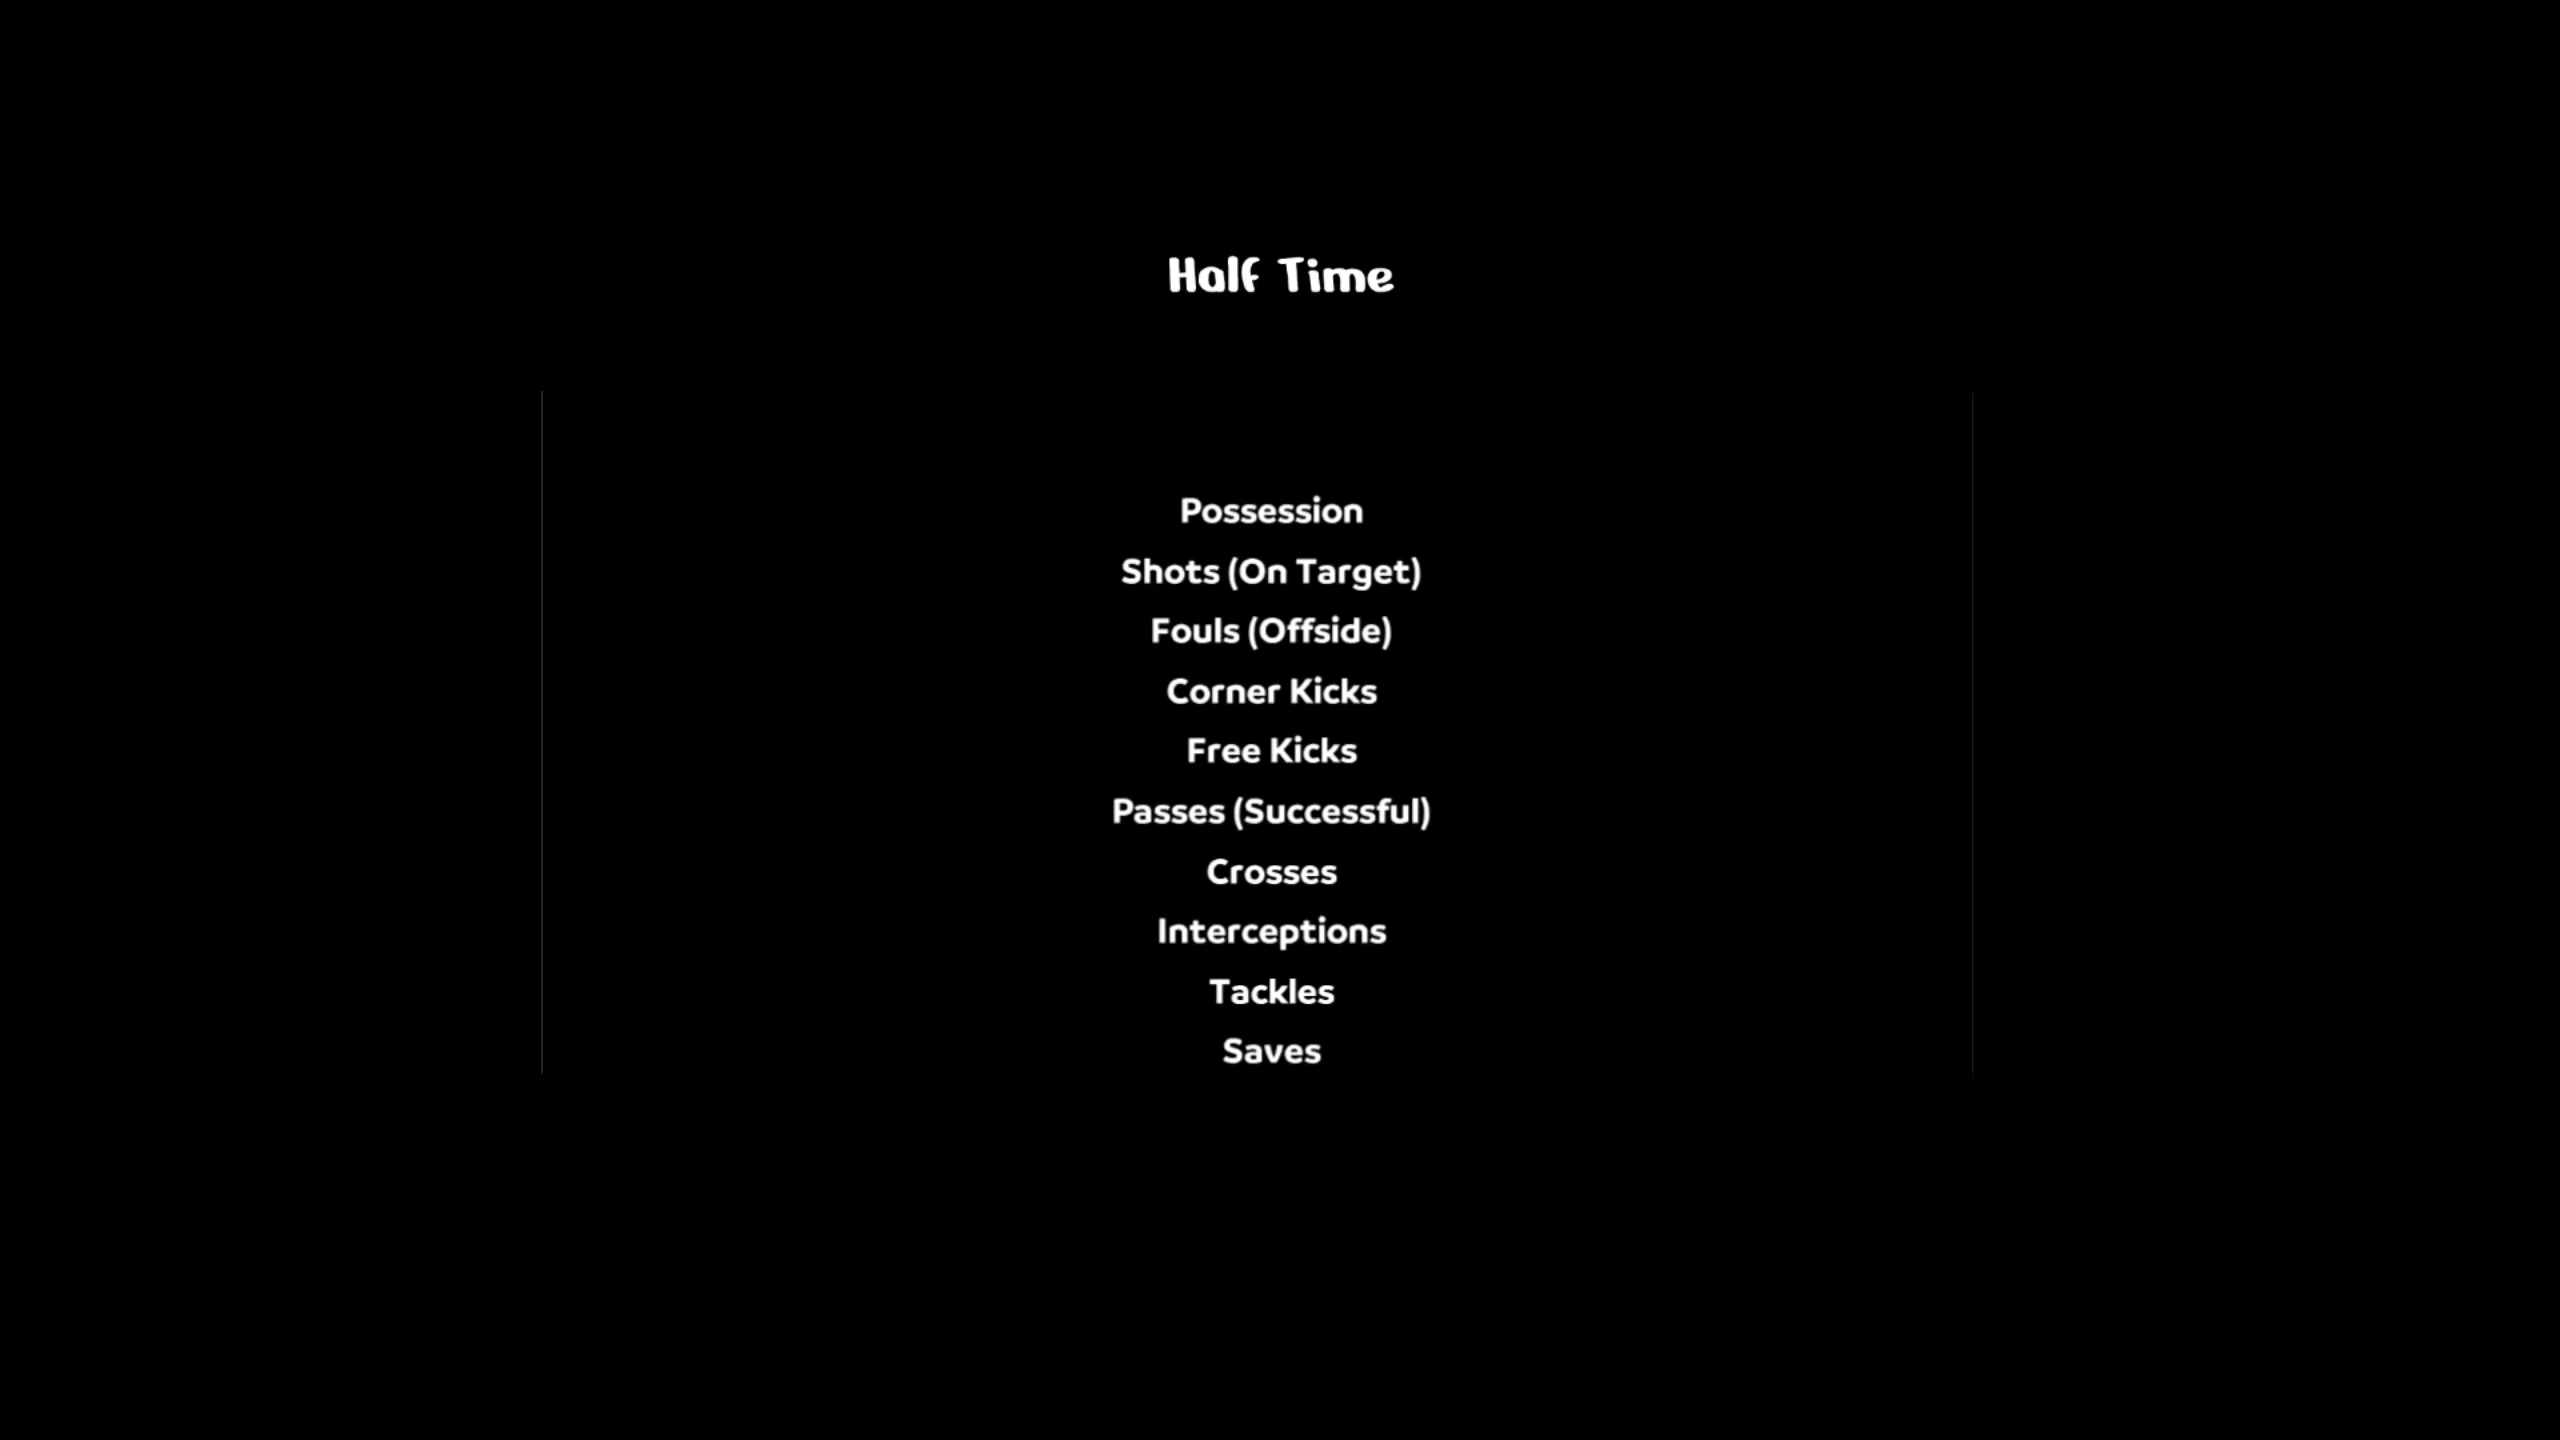 Half Time
Possession
Shots (On Target)
Fouls (Offside)
Corner Kicks
Free Kicks
Passes (Successful)
Crosses
Interceptions
Tackles
Saves